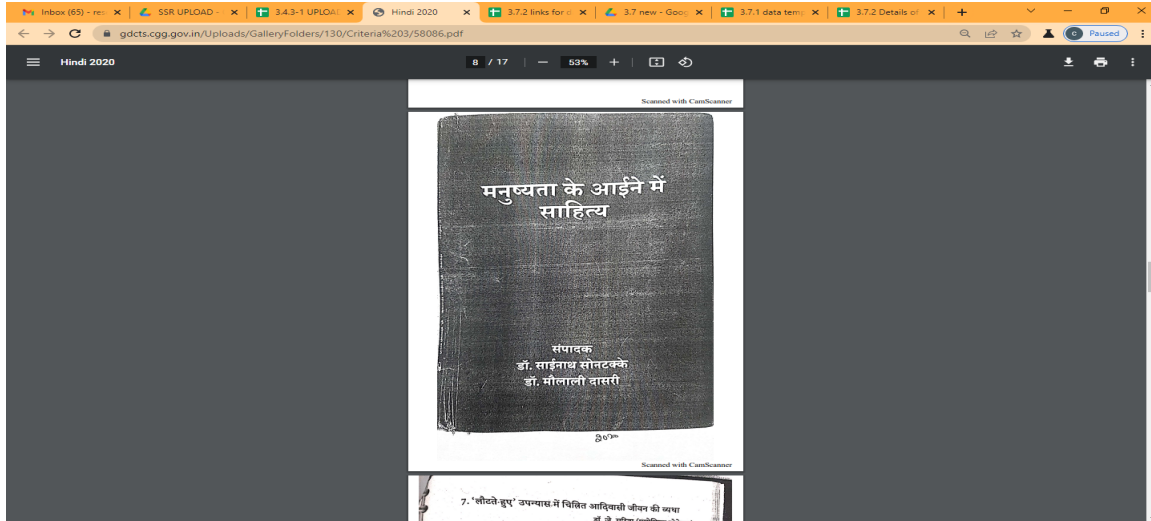 Inbox (65) - res
SSR UPLOAD -
3.4.3-1 UPLOAD
Hindi 2020
3.7.2 links for
3.7 new - Goog
3.7.1 data temp
3.7.2 Details of
gdcts.cgg.gov.in/Uploads/GalleryFolders/130/Criteria%203/58086.pdf
C Paused
Hindi 2020
8 / 17
53%
Scanned with CamScanner
मनुष्यता के आईने में
साहित्य
संपादक
डॉ. साईनाथ सोनटक्के
डॉ. मौलाली दासरी
Scanned with CamScanner
7. 'लौटते हुए' उपन्यास में चित्रित आदिवासी जीवन की व्यथा